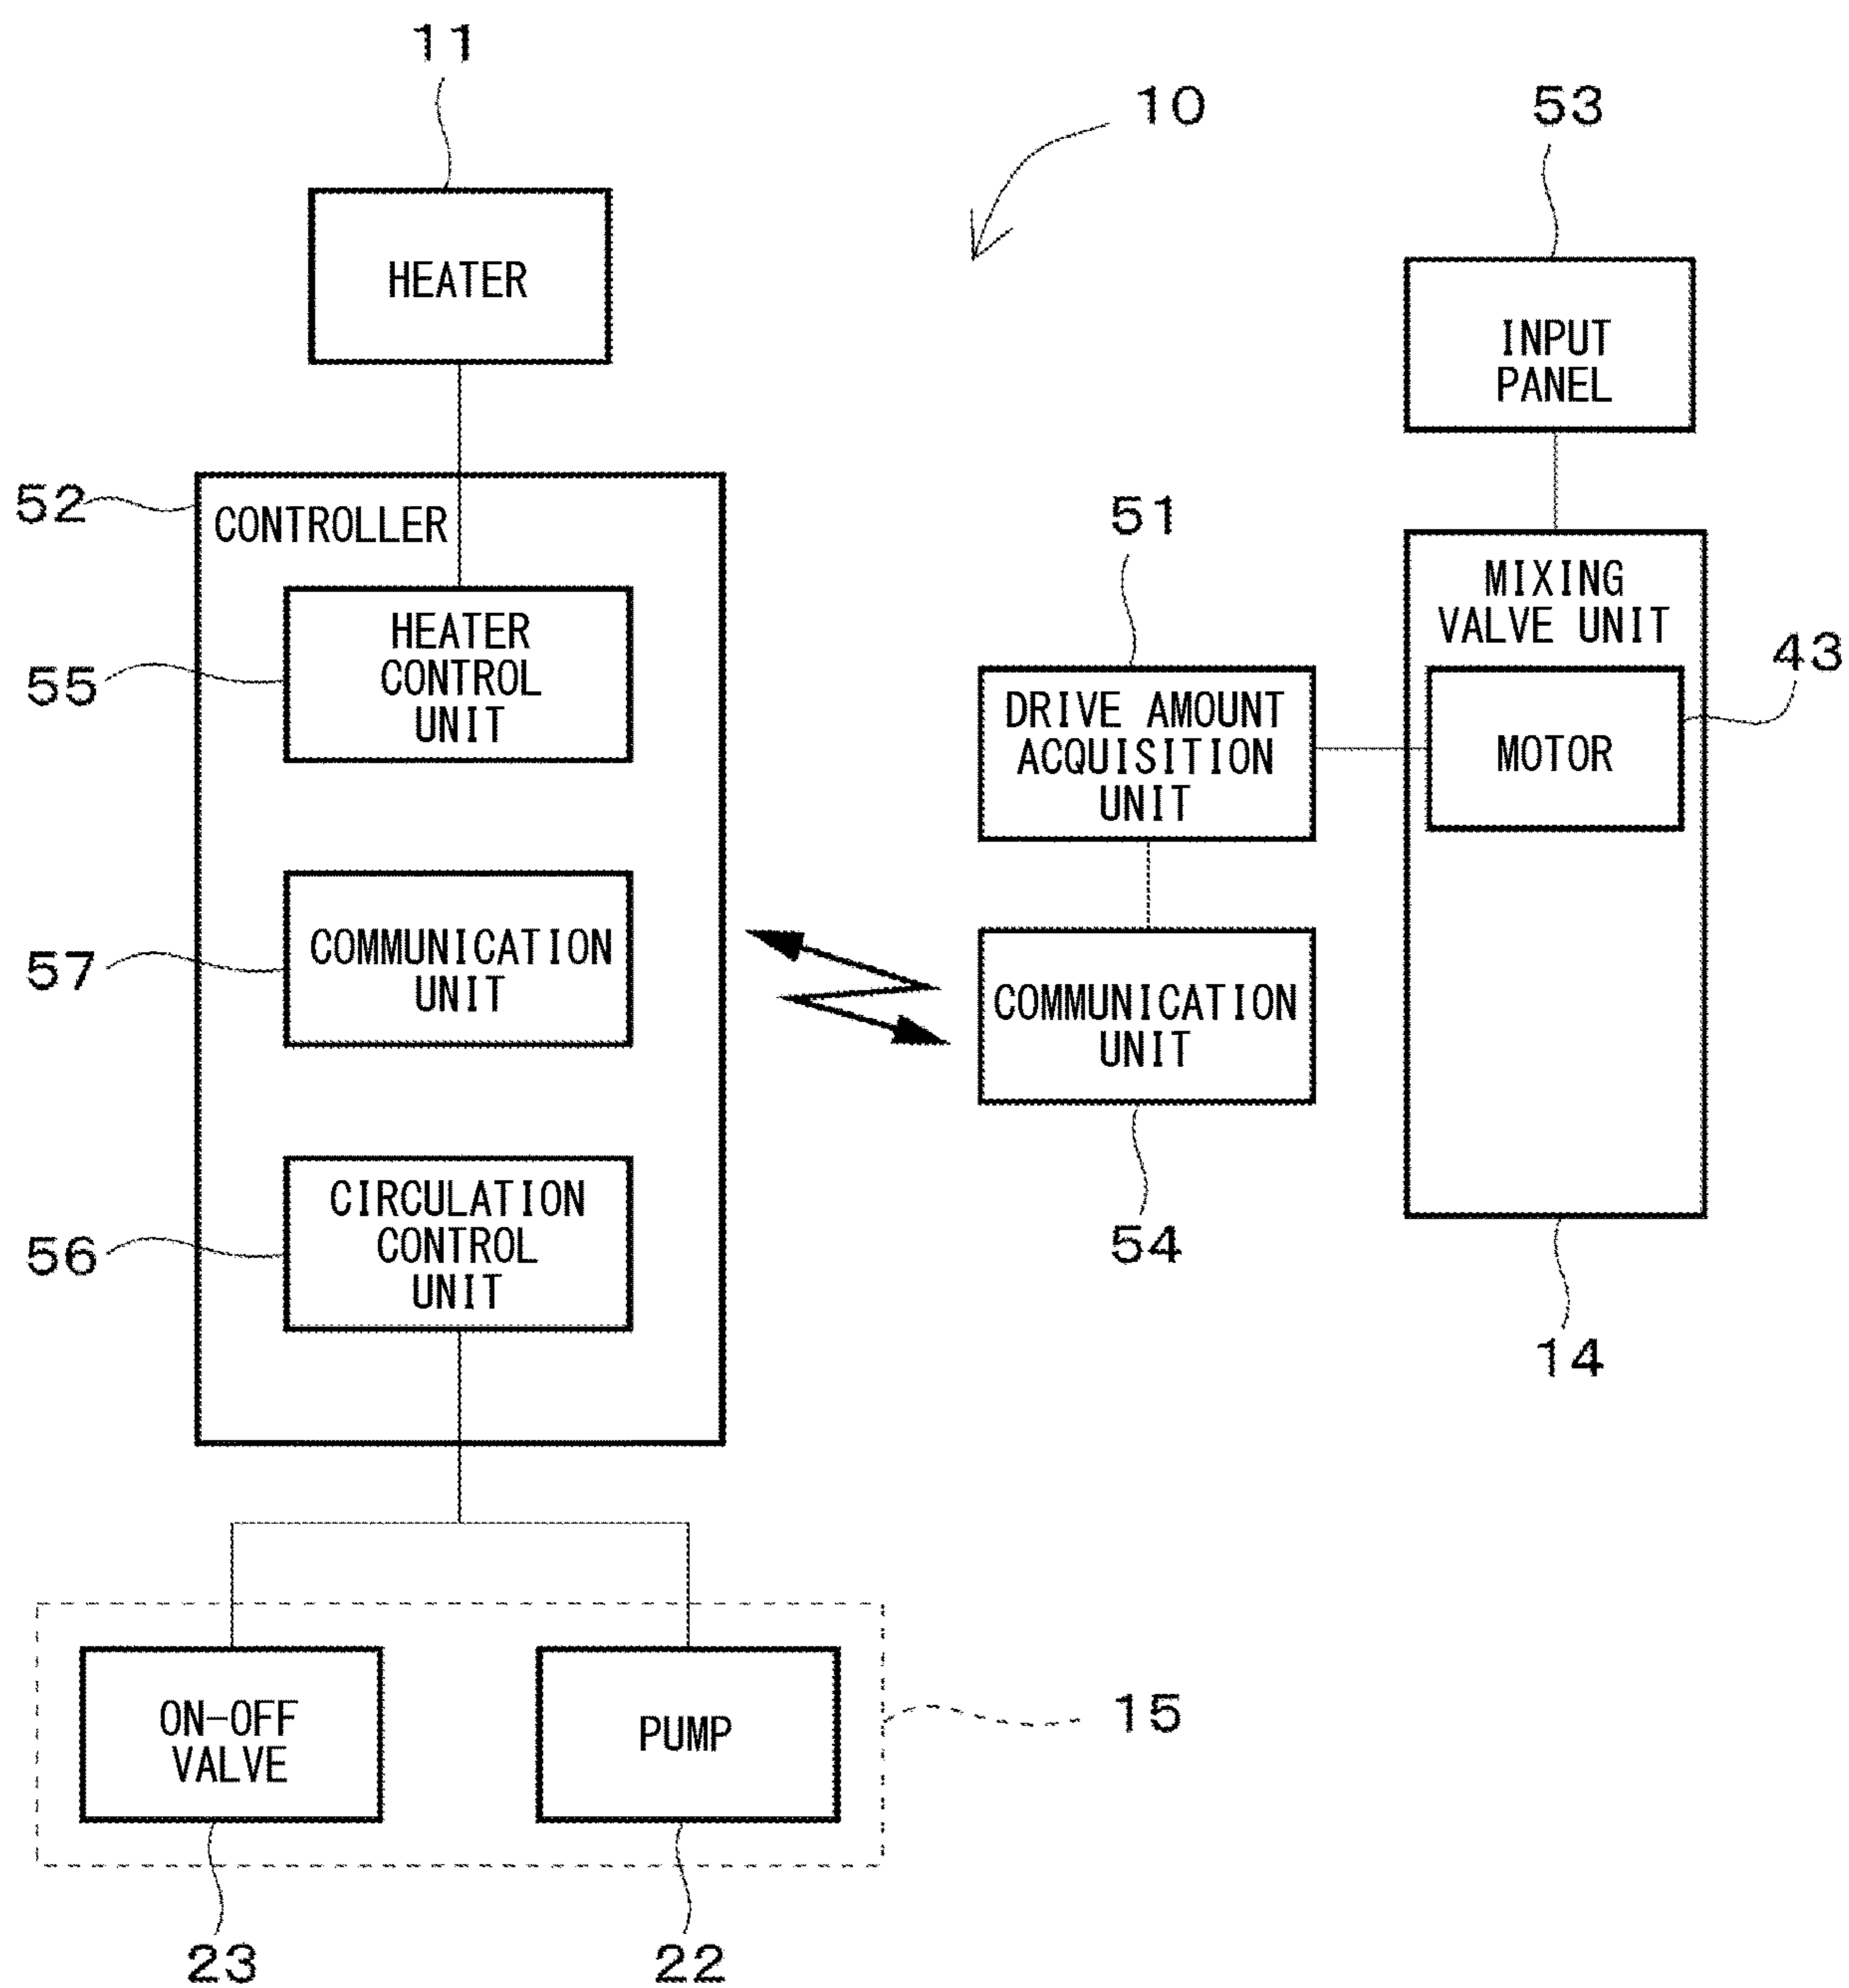 11
10
53
HEATER
INPUT
PANEL
52
CONTROLLER
51
MIXING
VALVE UNIT
43
HEATER
CONTROL
UNIT
55
DRIVE AMOUNT
ACQUISITION
UNIT
MOTOR
57
COMMUNICATION
UNIT
COMMUNICATION
UNIT
54
56
CIRCULATION
CONTROL
UNIT
14
ON-OFF
VALVE
PUMP
15
23
22